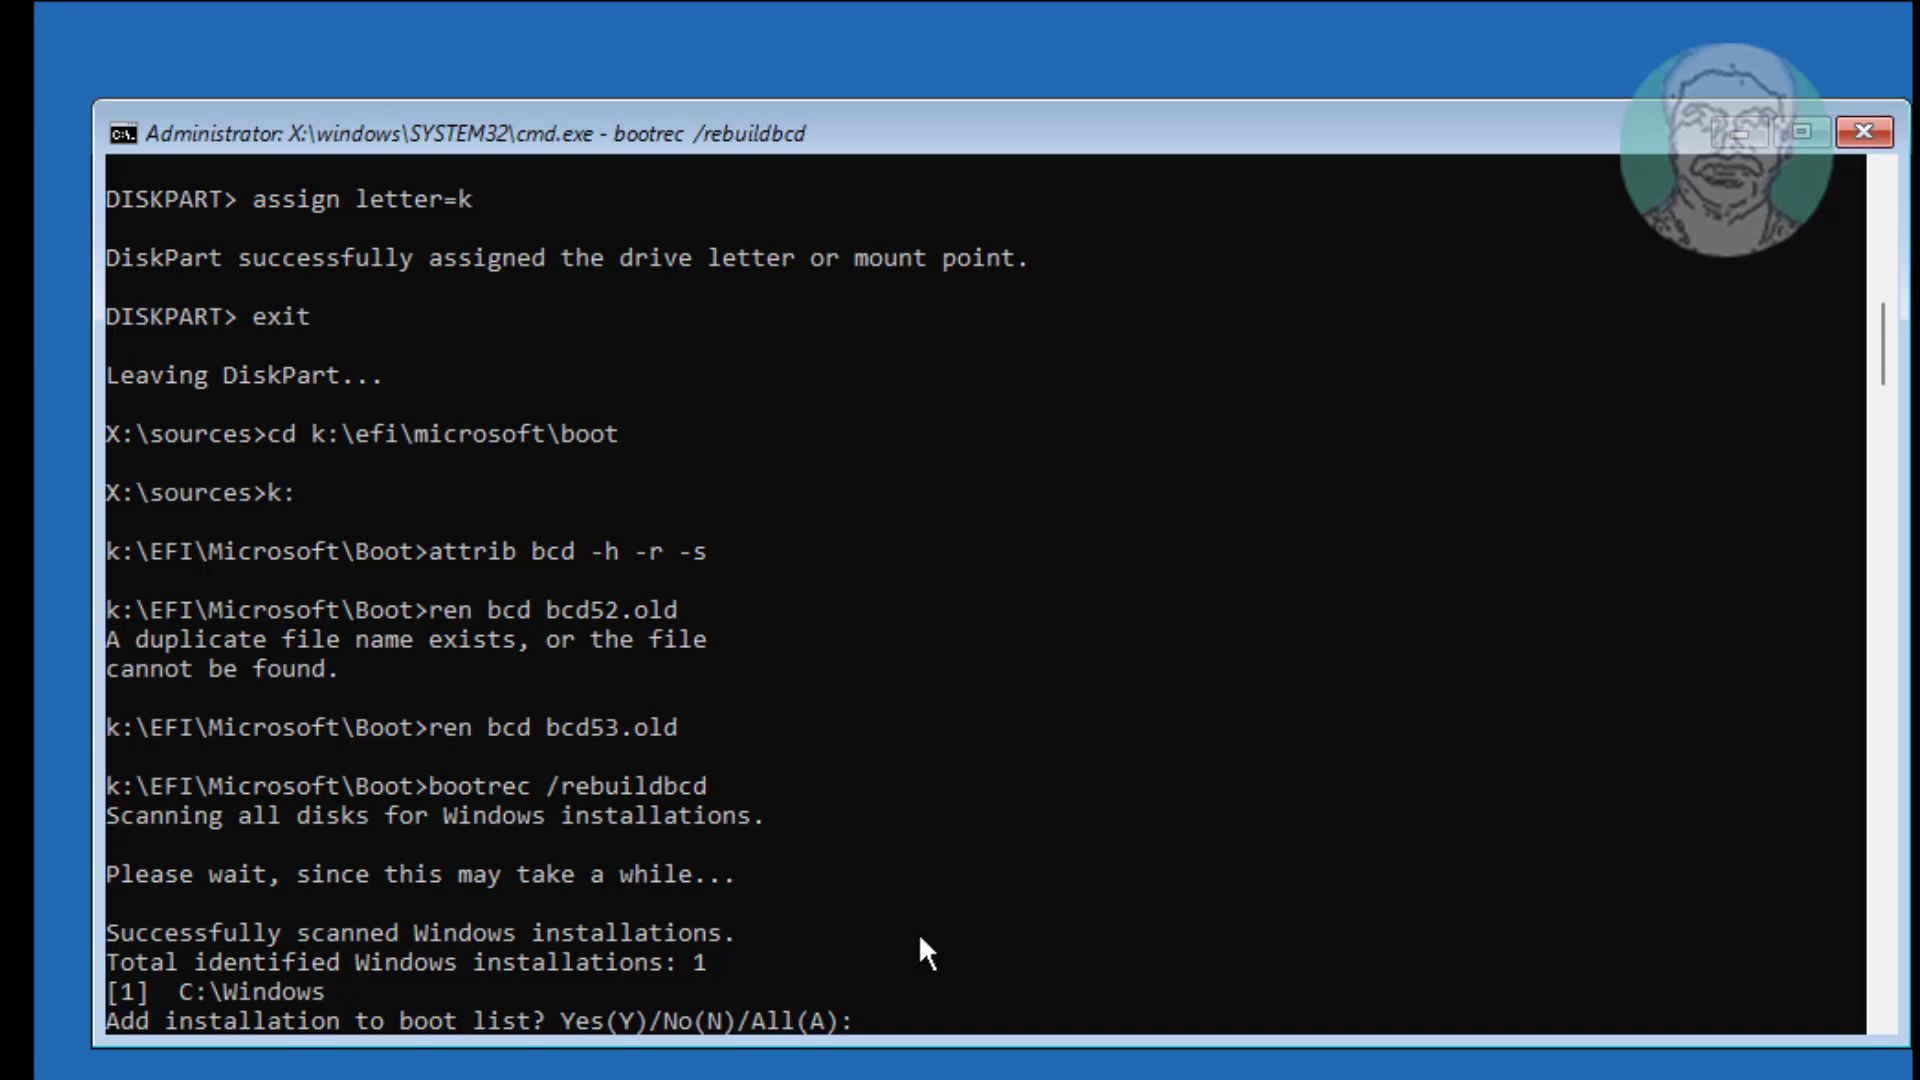 Administrator: X:\windows\SYSTEM32\cmd.exe - bootrec /rebuildbcd
DISKPART> assign letter=k
DiskPart successfully assigned the drive letter or mount point.
DISKPART> exit
Leaving DiskPart...
X:\sources>cd k:\efi\microsoft\boot
X:\sources>k:
k:\EFI\Microsoft\Boot>attrib bcd -h -r -s
k:\EFI\Microsoft\Boot>ren bcd bcd52.old
A duplicate file name exists, or the file
cannot be found.
k:\EFI\Microsoft\Boot>ren bcd bcd53.old
k:\EFI\Microsoft\Boot>bootrec /rebuildbcd
Scanning all disks for Windows installations.
Please wait, since this may take a while...
Successfully scanned Windows installations.
Total identified Windows installations: 1
[1]  C:\Windows
Add installation to boot list? Yes(Y)/No(N)/All(A):